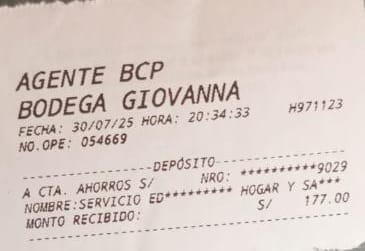 AGENTE BCP
BODEGA GIOVANNA
FECHA: 30/07/25 HORA: 20:34:33 H971123
NO.OPE: 054669
DEPÓSITO
A CTA. AHORROS S/ NRO: **********9029
NOMBRE:SERVICIO ED********* HOGAR Y SA***
MONTO RECIBIDO: S/ 177.00